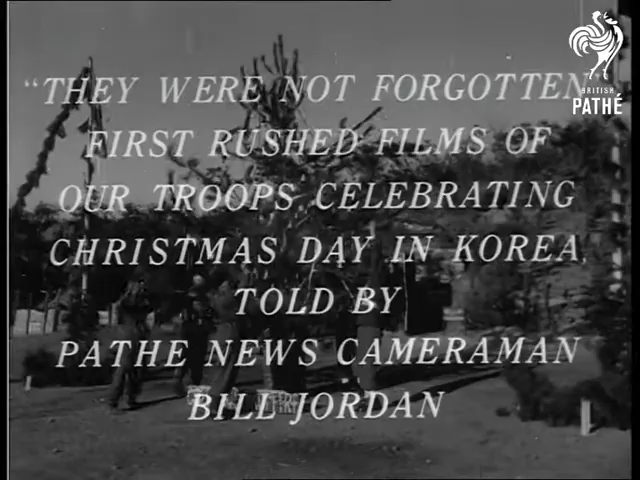 "THEY WERE NOT FORGOTTEN"
FIRST RUSHED FILMS OF
OUR TROOPS CELEBRATING
CHRISTMAS DAY IN KOREA,
TOLD BY
PATHE NEWS CAMERAMAN
BILL JORDAN
BRITISH
PATHÉ